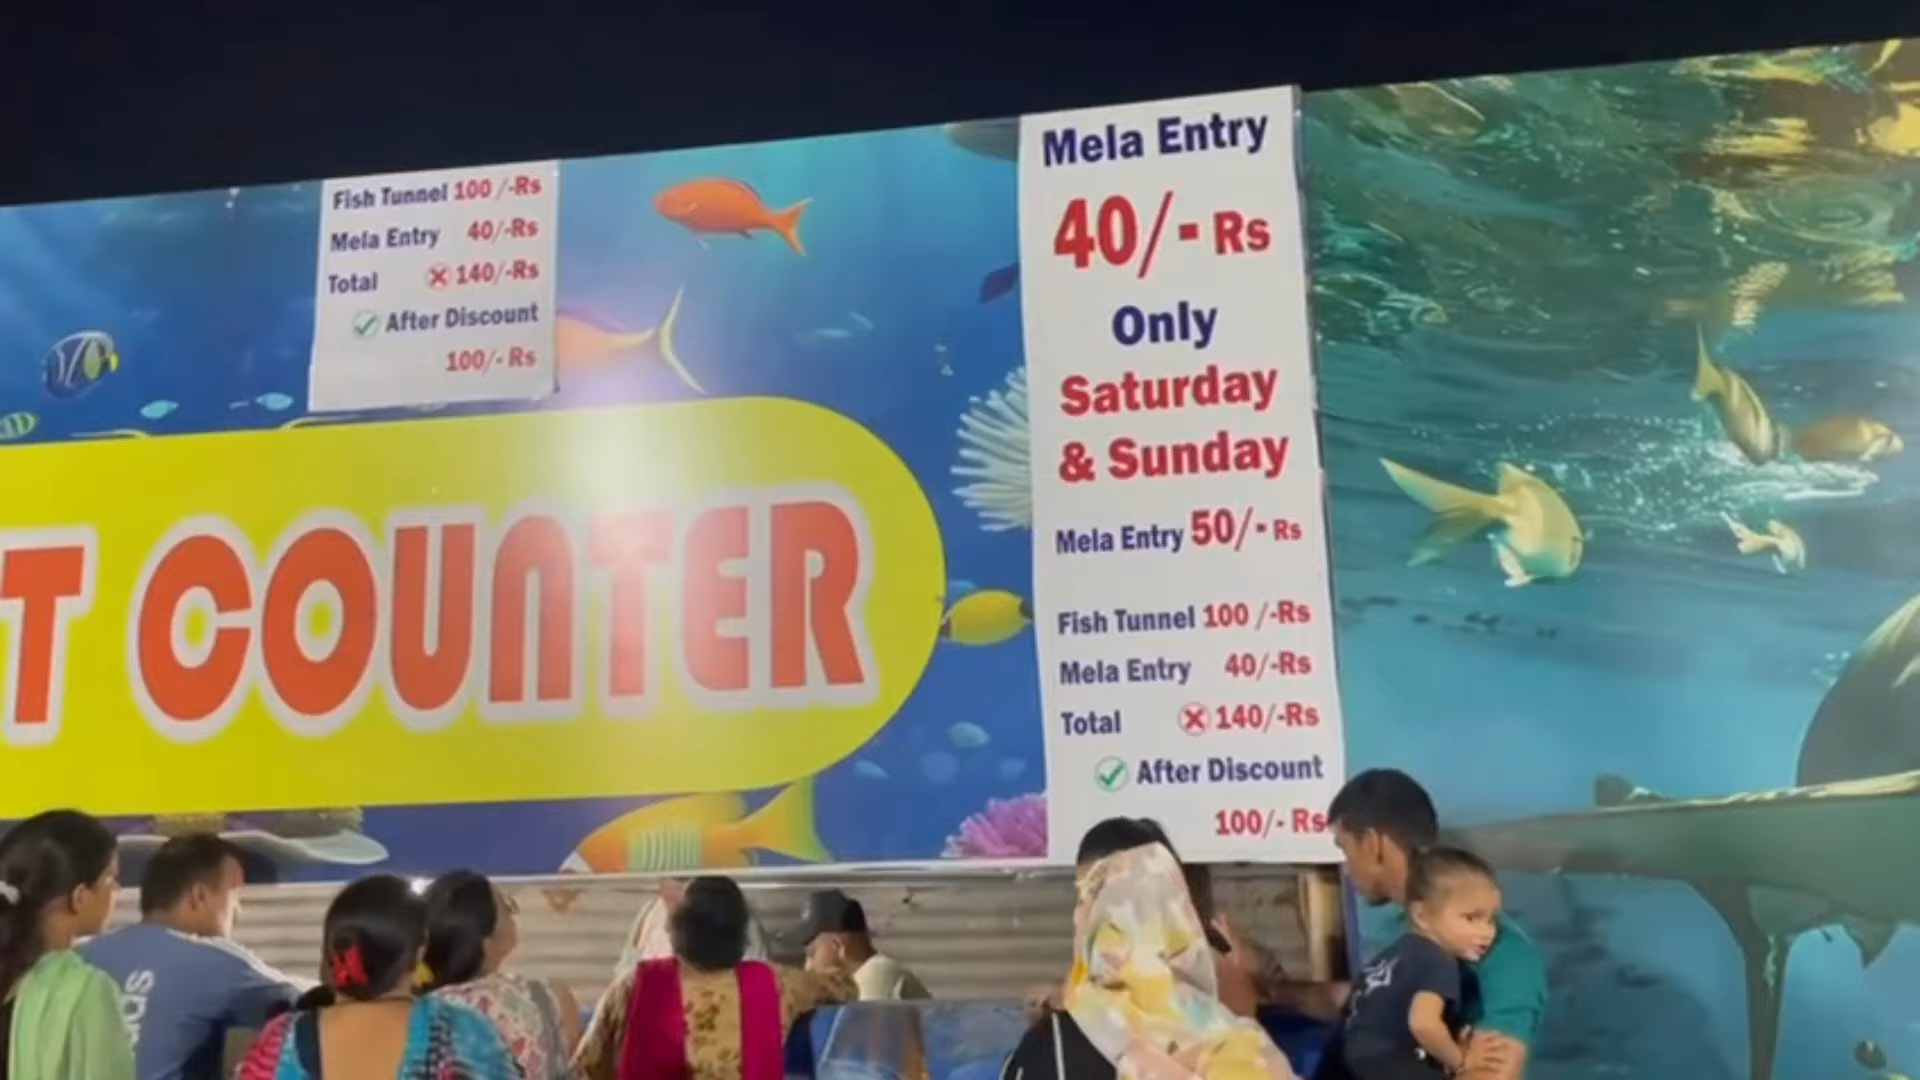 Fish Tunnel 100 /-Rs
Mela Entry 40/-Rs
Total 140/-Rs
After Discount
100/- Rs
T COUNTER
Mela Entry
40/- Rs
Only
Saturday
& Sunday
Mela Entry 50/- Rs
Fish Tunnel 100 /-Rs
Mela Entry 40/-Rs
Total 140/-Rs
After Discount
100/- Rs